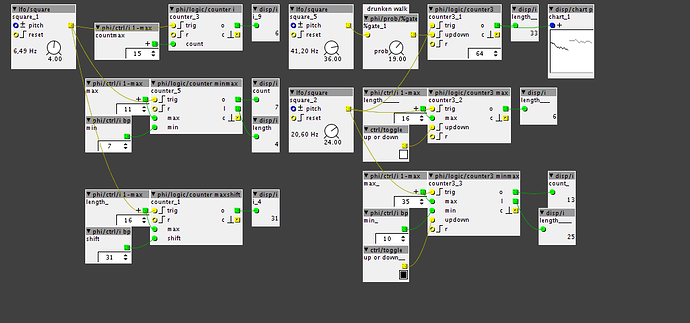 lfo/square
square_1
pitch
reset
6,49 Hz
4.00
phi/ctrl/i 1-max
countmax
15
phi/logic/counter i
counter_3
trig
o
r
c
count
disp/i
i_9
6
lfo/square
square_5
pitch
reset
41,20 Hz
36.00
drunken walk
phi/prob/%gate
%gate_1
prob
19.00
phi/logic/counter3
counter3_1
trig
o
updown
r
c
64
disp/i
length__
33
disp/chart p
chart_1
phi/ctrl/i 1-max
max
11
phi/ctrl/i bp
min
7
phi/logic/counter minmax
counter_5
trig
o
r
l
max
c
min
disp/i
count
7
disp/i
length
4
lfo/square
square_2
pitch
reset
20,60 Hz
24.00
phi/ctrl/i 1-max
16
ctrl/toggle
up or down
phi/logic/counter3 max
counter3_2
trig
o
max
c
updown
r
disp/i
6
phi/ctrl/i 1-max
length_
16
phi/ctrl/i bp
shift
31
phi/logic/counter maxshift
counter_1
trig
o
r
c
max
shift
disp/i
i_4
31
phi/ctrl/i 1-max
max_
35
phi/ctrl/i bp
min_
10
ctrl/toggle
up or down_
phi/logic/counter3 minmax
counter3_3
trig
o
max
l
min
c
updown
r
disp/i
count_
13
disp/i
25